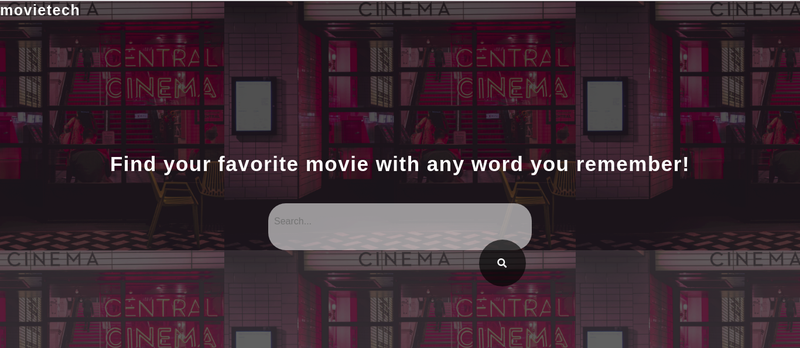 CINEMA CINEMA
movietech
CENTRAL CENTRAL
CINEMA CINEMA
Find your favorite movie with any word you remember!
Search...
CINEMA CINEMA CINEMA
CENTRAL CENTRAL
CINEMA CINEMA